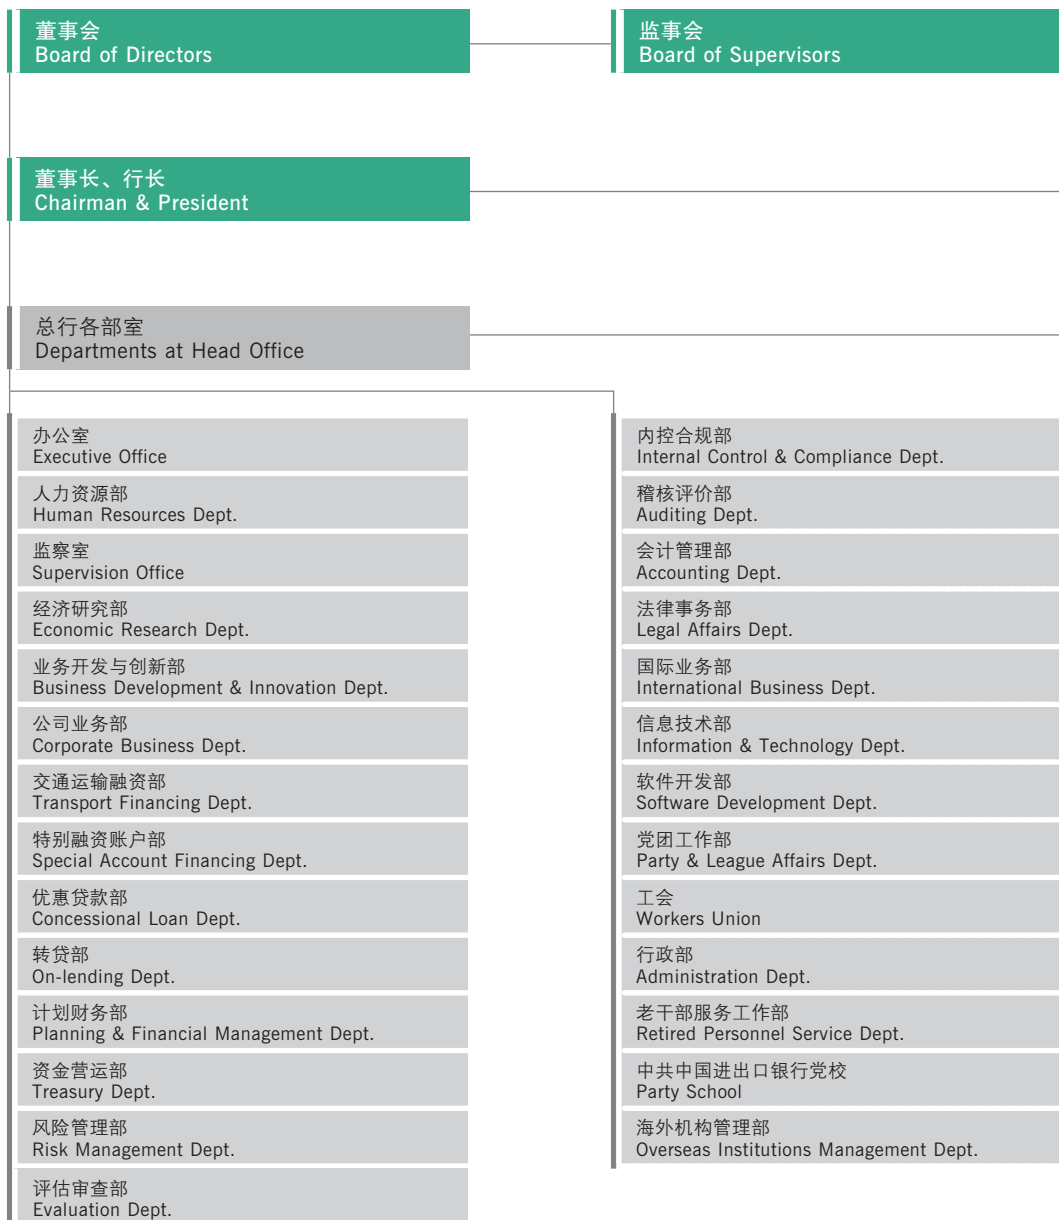 董事会
Board of Directors
监事会
Board of Supervisors
董事长、行长
Chairman & President
总行各部室
Departments at Head Office
办公室
Executive Office
人力资源部
Human Resources Dept.
监察室
Supervision Office
经济研究部
Economic Research Dept.
业务开发与创新部
Business Development & Innovation Dept.
公司业务部
Corporate Business Dept.
交通运输融资部
Transport Financing Dept.
特别融资账户部
Special Account Financing Dept.
优惠贷款部
Concessional Loan Dept.
转贷部
On-lending Dept.
计划财务部
Planning & Financial Management Dept.
资金营运部
Treasury Dept.
风险管理部
Risk Management Dept.
评估审查部
Evaluation Dept.
内控合规部
Internal Control & Compliance Dept.
稽核评价部
Auditing Dept.
会计管理部
Accounting Dept.
法律事务部
Legal Affairs Dept.
国际业务部
International Business Dept.
信息技术部
Information & Technology Dept.
软件开发部
Software Development Dept.
党团工作部
Party & League Affairs Dept.
工会
Workers Union
行政部
Administration Dept.
老干部服务工作部
Retired Personnel Service Dept.
中共中国进出口银行党校
Party School
海外机构管理部
Overseas Institutions Management Dept.